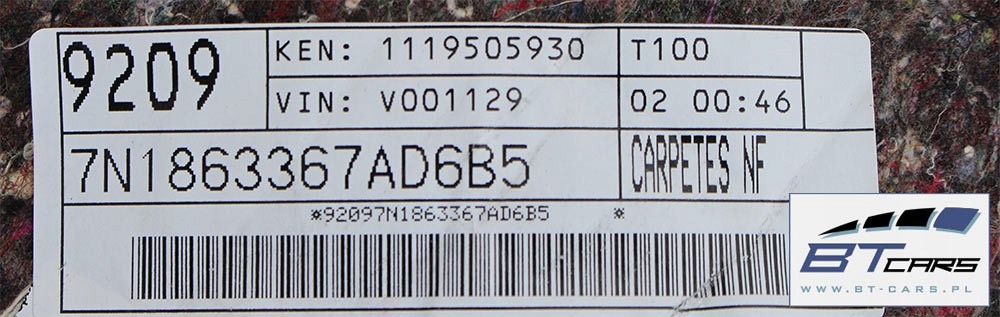 9209
KEN: 1119505930
T100
VIN: V001129
02 00:46
7N1863367AD6B5
CARPETES NF
*92097N1863367AD6B5 *
BT CARS
WWW.BT-CARS.PL